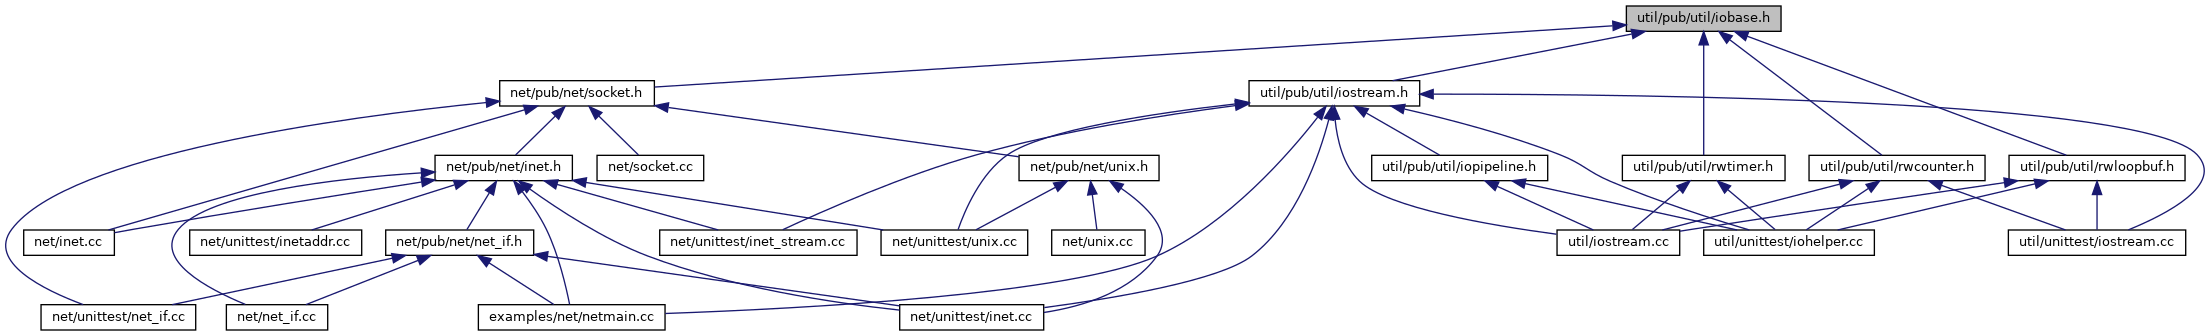 util/pub/util/iobase.h
net/pub/net/socket.h
util/pub/util/iostream.h
net/pub/net/inet.h
net/socket.cc
net/pub/net/unix.h
util/pub/util/iopipeline.h
util/pub/util/rwtimer.h
util/pub/util/rwcounter.h
util/pub/util/rwloopbuf.h
net/inet.cc
net/unittest/inetaddr.cc
net/pub/net/net_if.h
net/unittest/inet_stream.cc
net/unittest/unix.cc
net/unix.cc
util/iostream.cc
util/unittest/iohelper.cc
util/unittest/iostream.cc
net/unittest/net_if.cc
net/net_if.cc
examples/net/netmain.cc
net/unittest/inet.cc